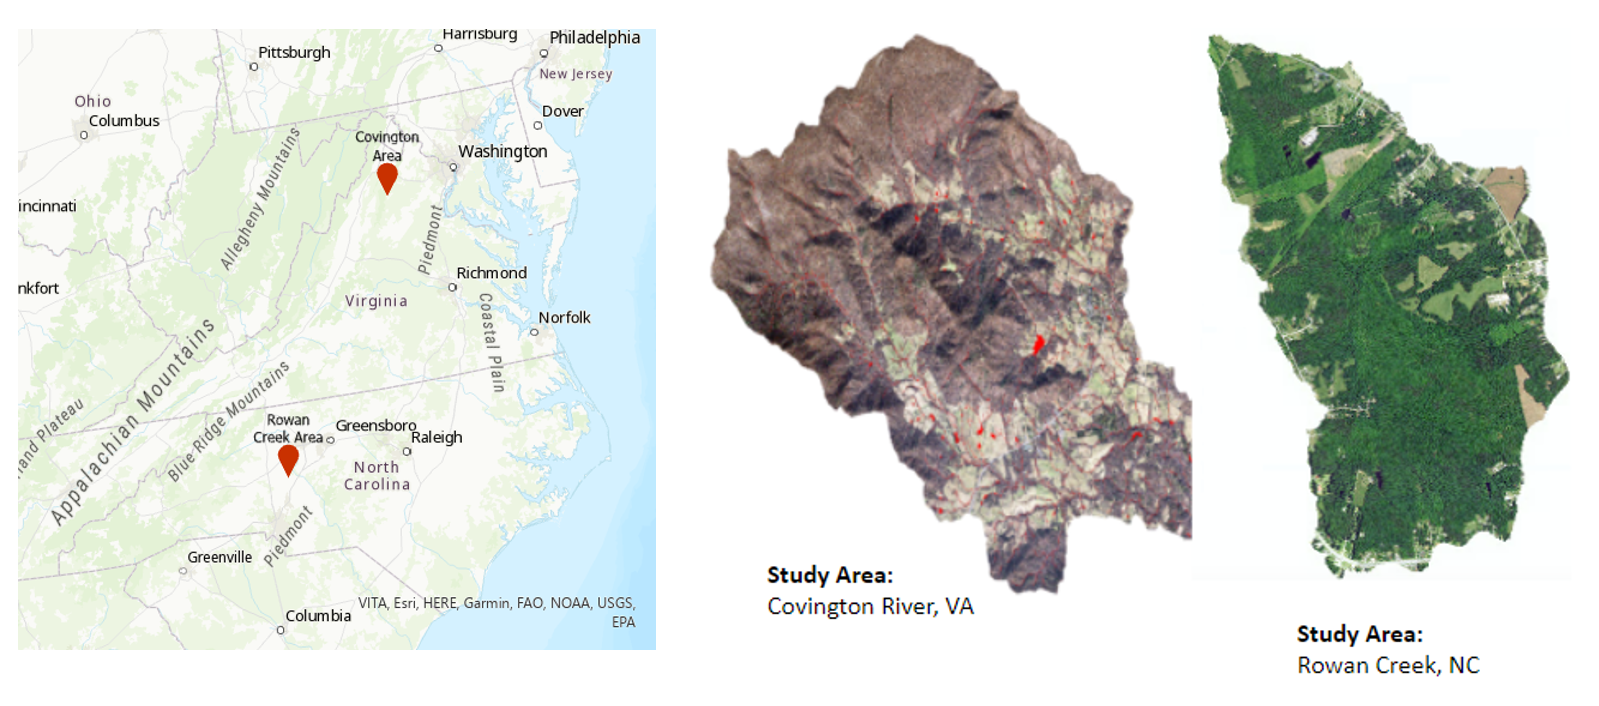 Harrisburg
Philadelphia
Pittsburgh
New Jersey
Ohio
Columbus
Dover
Covington
Area
Washington
Allegheny Mountains
incinnati
Piedmont
Richmond
nkfort
Virginia
Coastal Plain
Norfolk
Appalachian Mountains
Blue Ridge Mountains
land Plateau
Rowan
Creek Area
Greensboro
Raleigh
North
Carolina
Piedmont
Greenville
Columbia
VITA, Esri, HERE, Garmin, FAO, NOAA, USGS,
EPA
Study Area:
Covington River, VA
Study Area:
Rowan Creek, NC